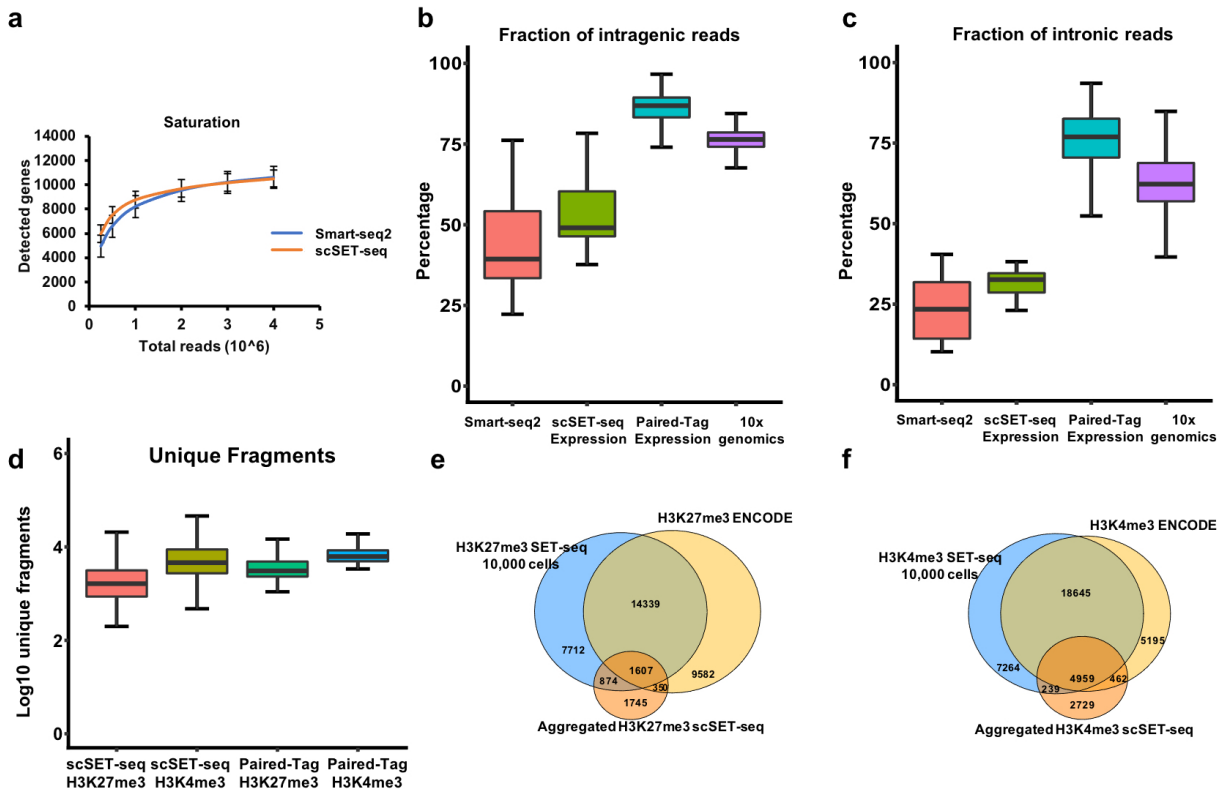 a
Saturation
14000
12000
10000
8000
6000
4000
2000
0
Detected genes
0 1 2 3 4 5
Total reads (10^6)
Smart-seq2
scSET-seq
b
Fraction of intragenic reads
100
75
50
25
0
Percentage
Smart-seq2
scSET-seq
Expression
Paired-Tag
Expression
10x
genomics
c
Fraction of intronic reads
100
75
50
25
0
Percentage
Smart-seq2
scSET-seq
Expression
Paired-Tag
Expression
10x
genomics
d
Unique Fragments
6
4
2
0
Log10 unique fragments
scSET-seq
H3K27me3
scSET-seq
H3K4me3
Paired-Tag
H3K27me3
Paired-Tag
H3K4me3
e
H3K27me3 ENCODE
H3K27me3 SET-seq
10,000 cells
14339
7712
1607
874
350
9582
1745
Aggregated H3K27me3 scSET-seq
f
H3K4me3 ENCODE
H3K4me3 SET-seq
10,000 cells
18645
5195
7264
4959
462
239
2729
Aggregated H3K4me3 scSET-seq